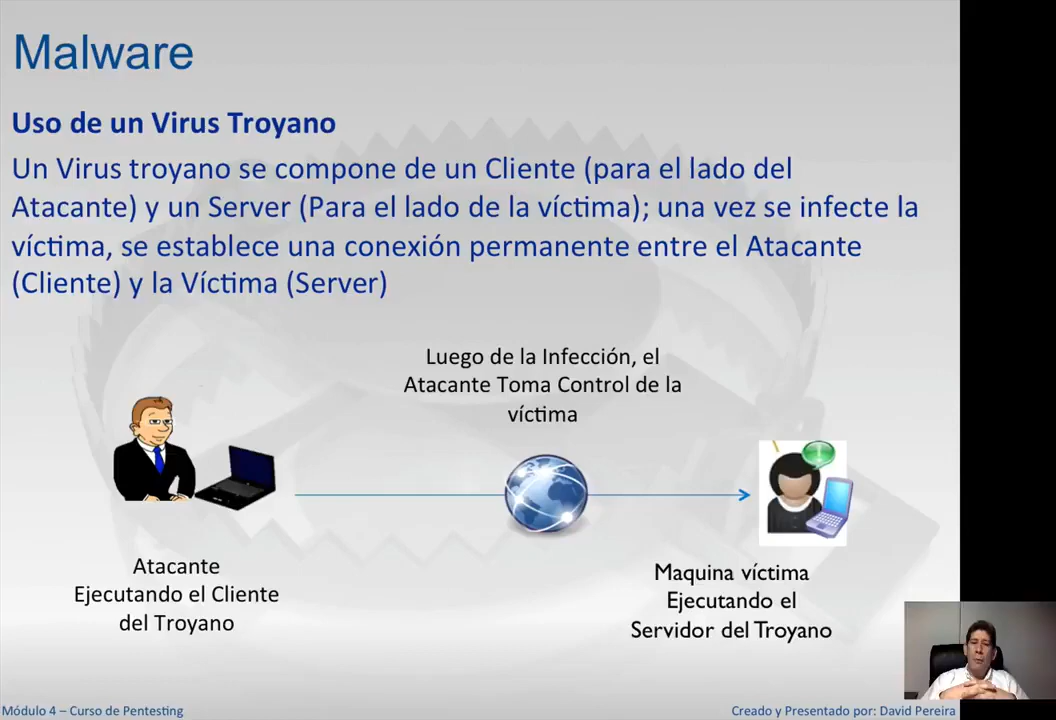 Malware
Uso de un Virus Troyano
Un Virus troyano se compone de un Cliente (para el lado del
Atacante) y un Server (Para el lado de la víctima); una vez se infecte la
víctima, se establece una conexión permanente entre el Atacante
(Cliente) y la Víctima (Server)
Luego de la Infección, el
Atacante Toma Control de la
víctima
Atacante
Ejecutando el Cliente
del Troyano
Maquina víctima
Ejecutando el
Servidor del Troyano
Módulo 4 – Curso de Pentesting
Creado y Presentado por: David Pereira